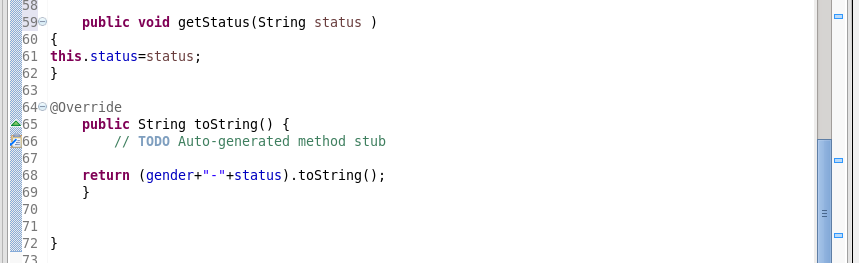 58
59 public void getStatus(String status )
60 {
61 this.status=status;
62 }
63
64 @Override
65 public String toString() {
66 // TODO Auto-generated method stub
67
68 return (gender+"-"+status).toString();
69 }
70
71
72 }
73